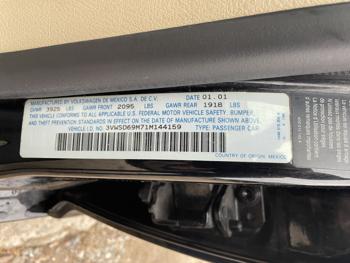 MANUFACTURED BY VOLKSWAGEN DE MEXICO S.A. DE C.V. DATE 01.01
GVWR 3925 LBS GAWR FRONT 2095 LBS GAWR REAR 1918 LBS
THIS VEHICLE CONFORMS TO ALL APPLICABLE U.S. FEDERAL MOTOR VEHICLE SAFETY, BUMPER,
AND THEFT PREVENTION STANDARDS IN EFFECT ON THE DATE OF MANUFACTURE SHOWN ABOVE.
VEHICLE I.D. NO.: 3VWSD69M71M144159 TYPE: PASSENGER CAR
COUNTRY OF ORIGIN: MEXICO